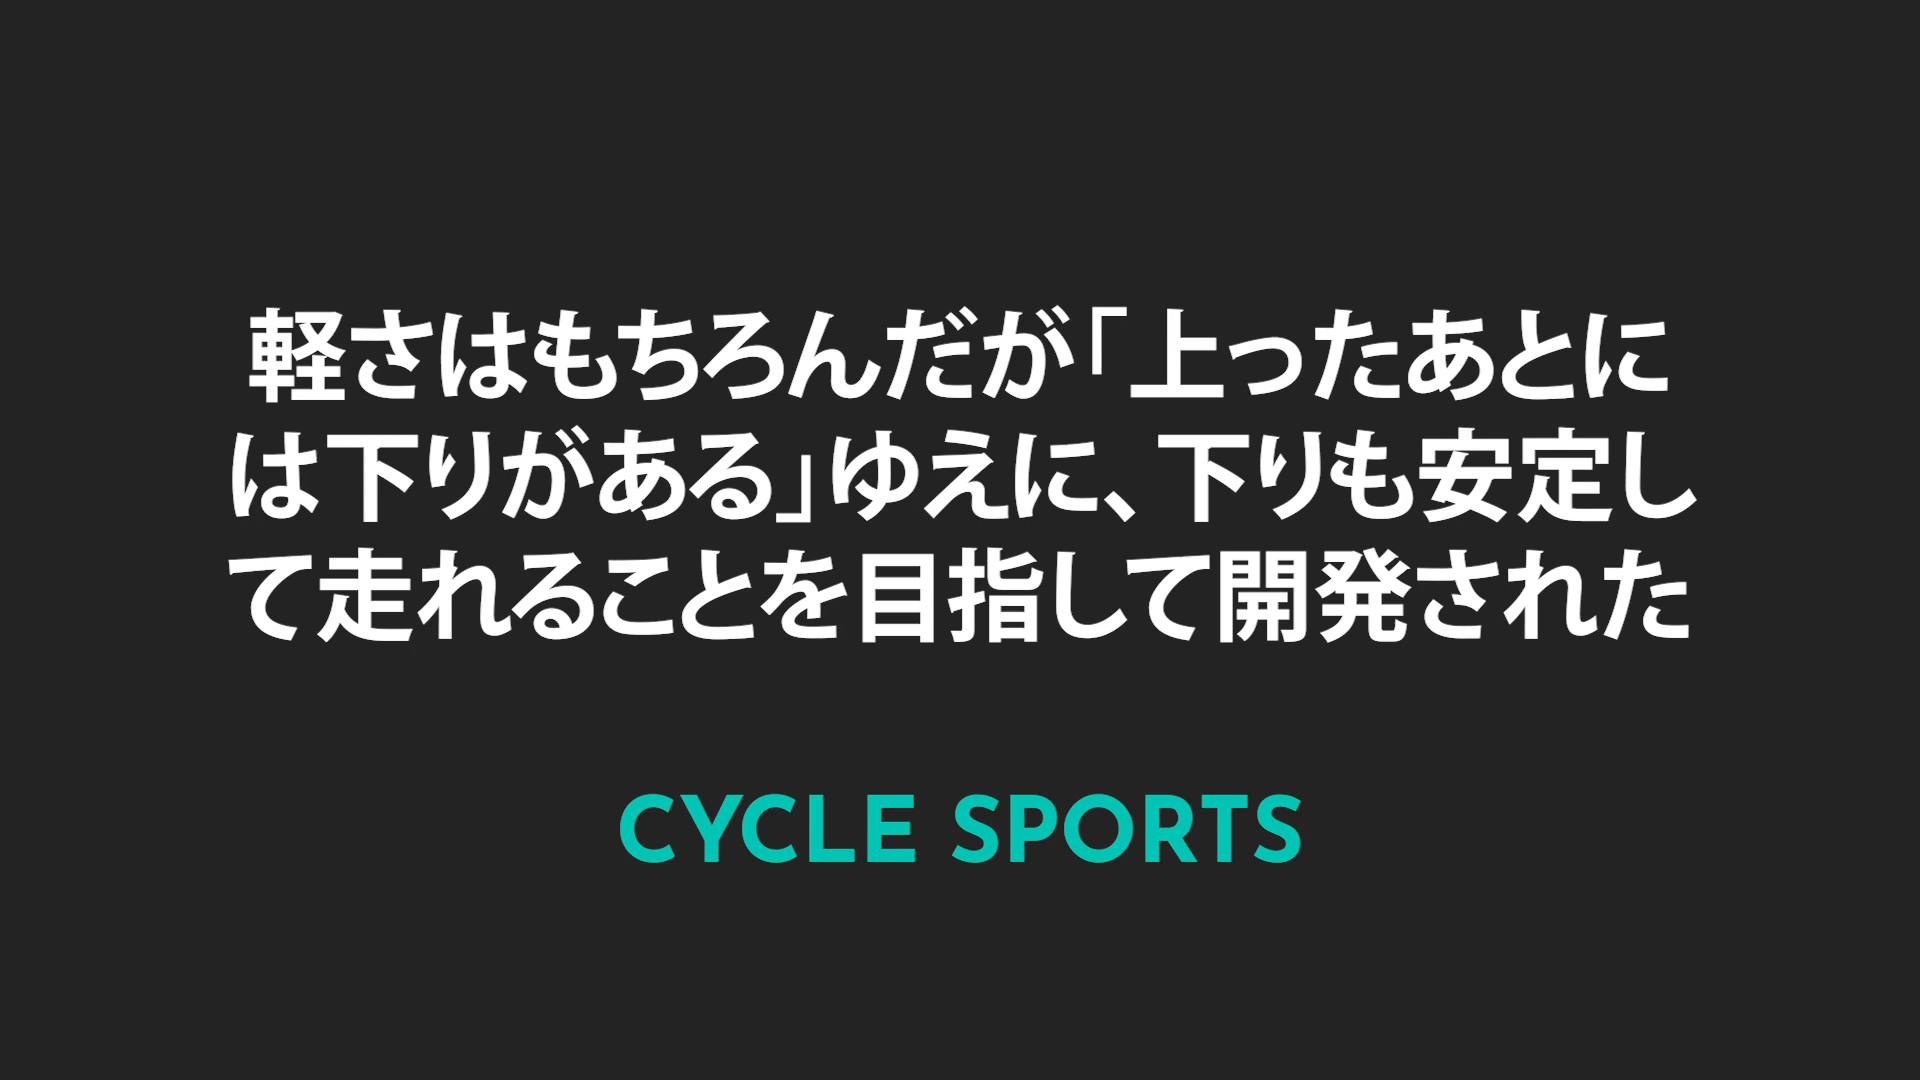 軽さはもちろんだが「上ったあとに
は下りがある」ゆえに、下りも安定し
て走れることを目指して開発された
CYCLE SPORTS